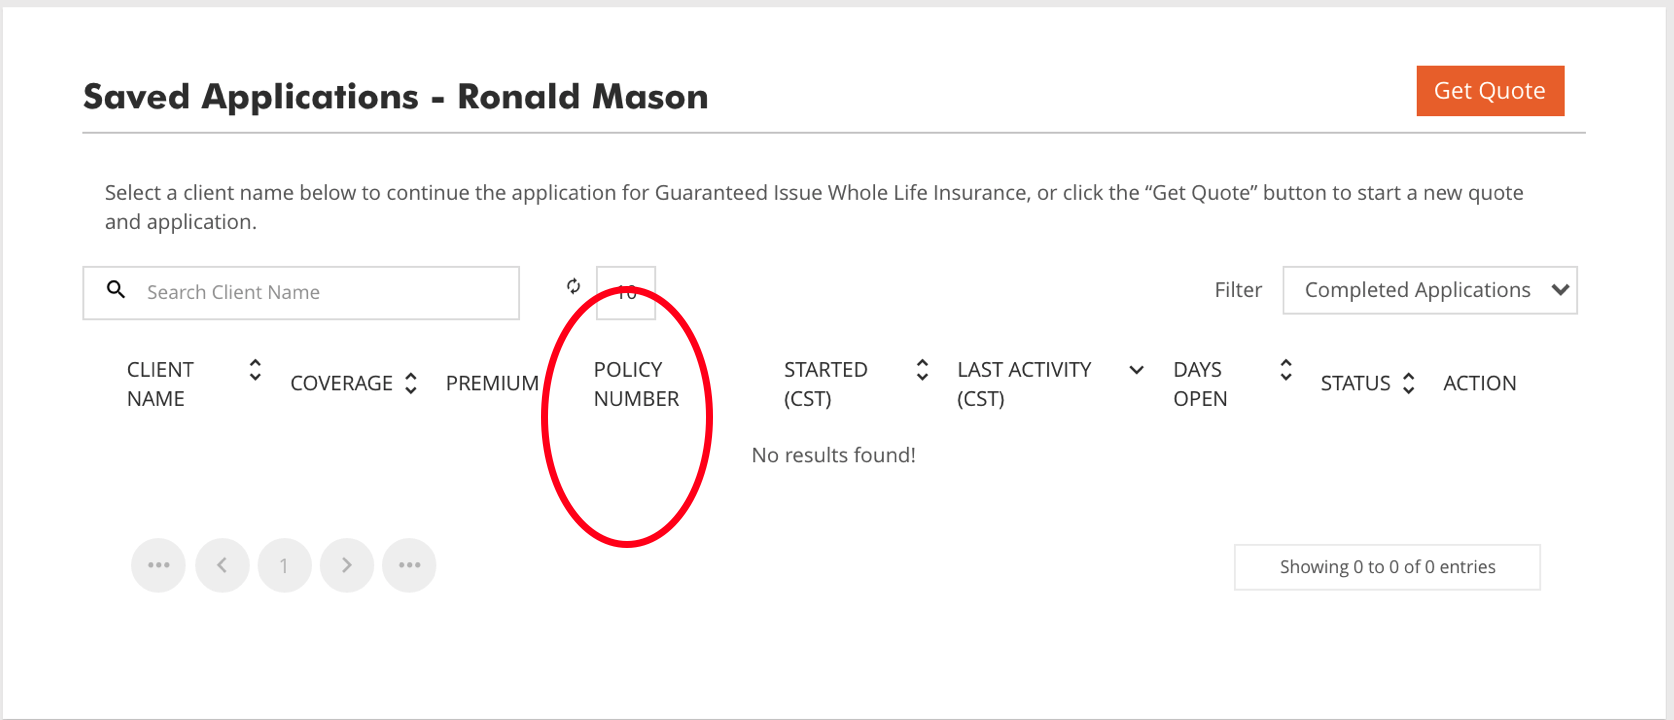 Saved Applications - Ronald Mason
Get Quote
Select a client name below to continue the application for Guaranteed Issue Whole Life Insurance, or click the “Get Quote” button to start a new quote
and application.
Search Client Name
10
Filter
Completed Applications
CLIENT
NAME
COVERAGE
PREMIUM
POLICY
NUMBER
STARTED
(CST)
LAST ACTIVITY
(CST)
DAYS
OPEN
STATUS
ACTION
No results found!
1
Showing 0 to 0 of 0 entries